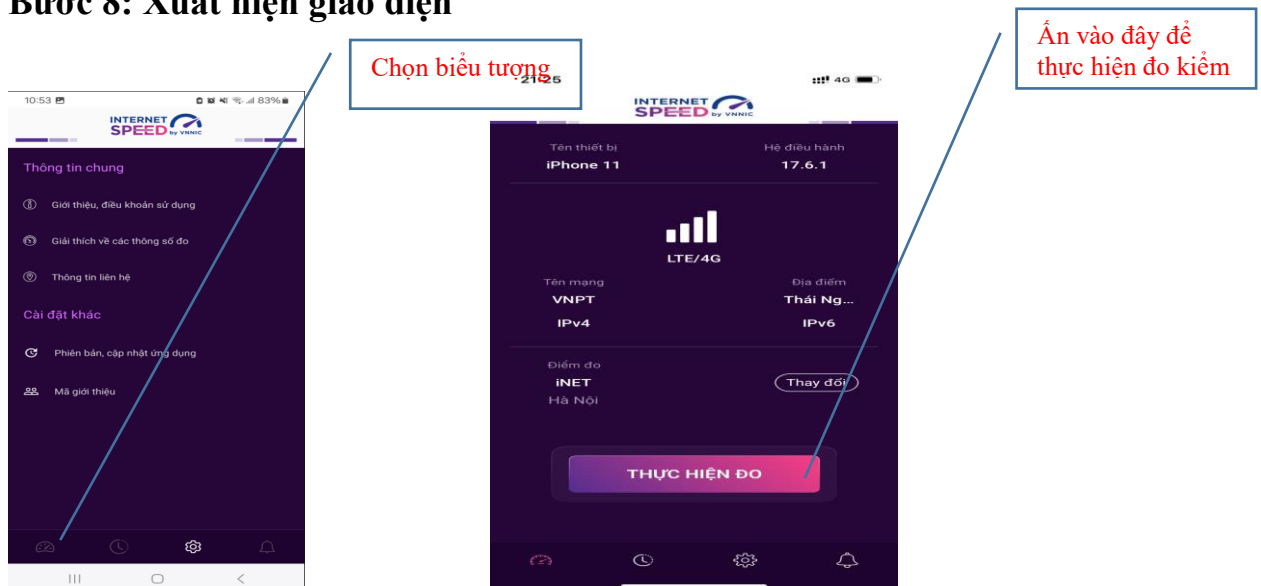 Bước 8: Xuất hiện giao diện
Chọn biểu tượng
Ấn vào đây để
thực hiện đo kiểm
10:53
83%
INTERNET
SPEED by VNNIC
Thông tin chung
Giới thiệu, điều khoản sử dụng
Giải thích về các thông số đo
Thông tin liên hệ
Cài đặt khác
Phiên bản, cập nhật ứng dụng
Mã giới thiệu
21:25
4G
INTERNET
SPEED by VNNIC
Tên thiết bị Hệ điều hành
iPhone 11 17.6.1
LTE/4G
Tên mạng Địa điểm
VNPT Thái Ng...
IPv4 IPv6
Điểm đo
iNET Thay đổi
Hà Nội
THỰC HIỆN ĐO